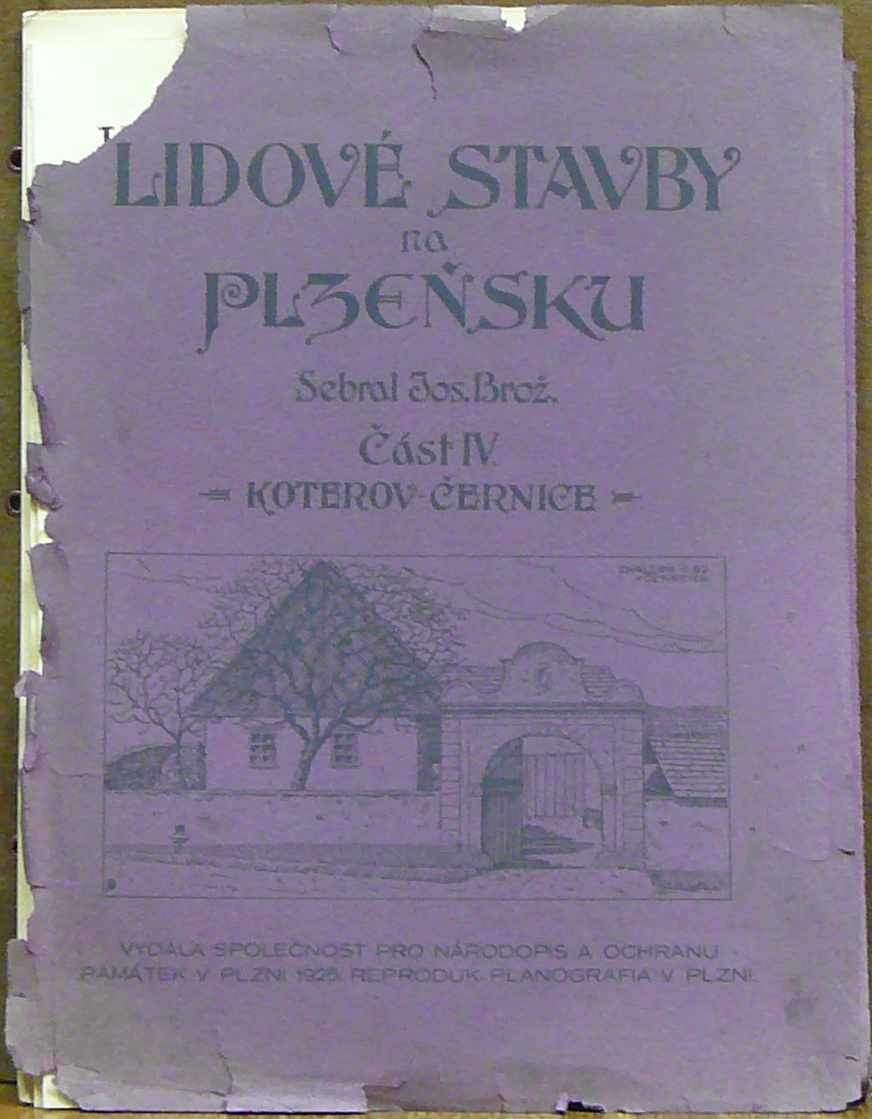 LIDOVÉ STAVBY
na
PLZEŇSKU
Sebral Jos. Brož.
Část IV.
KOTEROV-ČERNICE
VYDALA SPOLEČNOST PRO NÁRODOPIS A OCHRANU
PAMÁTEK V PLZNI 1925. REPRODUK. PLANOGRAFIA V PLZNI.